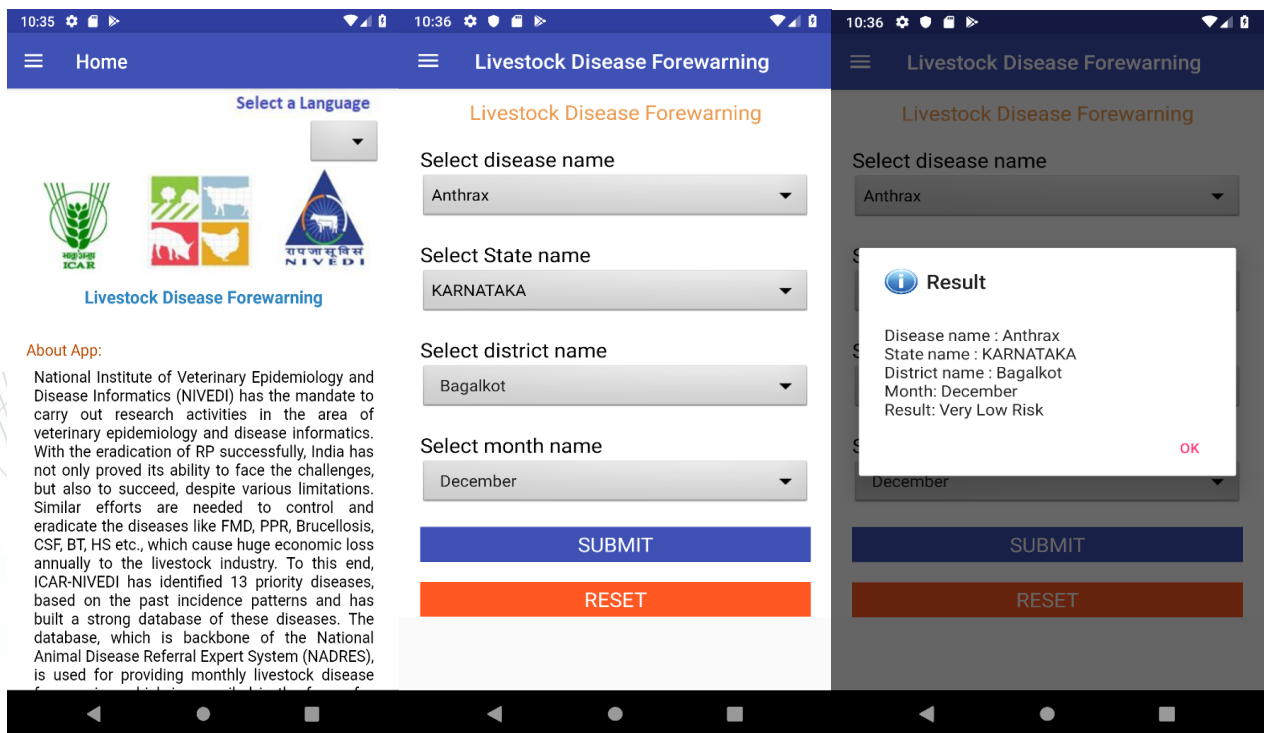 10:35
Home
Select a Language
ICAR
रा प जा सू वि सं
NIVEDI
Livestock Disease Forewarning
About App:
National Institute of Veterinary Epidemiology and
Disease Informatics (NIVEDI) has the mandate to
carry out research activities in the area of
veterinary epidemiology and disease informatics.
With the eradication of RP successfully, India has
not only proved its ability to face the challenges,
but also to succeed, despite various limitations.
Similar efforts are needed to control and
eradicate the diseases like FMD, PPR, Brucellosis,
CSF, BT, HS etc., which cause huge economic loss
annually to the livestock industry. To this end,
ICAR-NIVEDI has identified 13 priority diseases,
based on the past incidence patterns and has
built a strong database of these diseases. The
database, which is backbone of the National
Animal Disease Referral Expert System (NADRES),
is used for providing monthly livestock disease
10:36
Livestock Disease Forewarning
Livestock Disease Forewarning
Select disease name
Anthrax
Select State name
KARNATAKA
Select district name
Bagalkot
Select month name
December
SUBMIT
RESET
10:36
Livestock Disease Forewarning
Livestock Disease Forewarning
Select disease name
Anthrax
Result
Disease name : Anthrax
State name : KARNATAKA
District name : Bagalkot
Month: December
Result: Very Low Risk
OK
December
SUBMIT
RESET